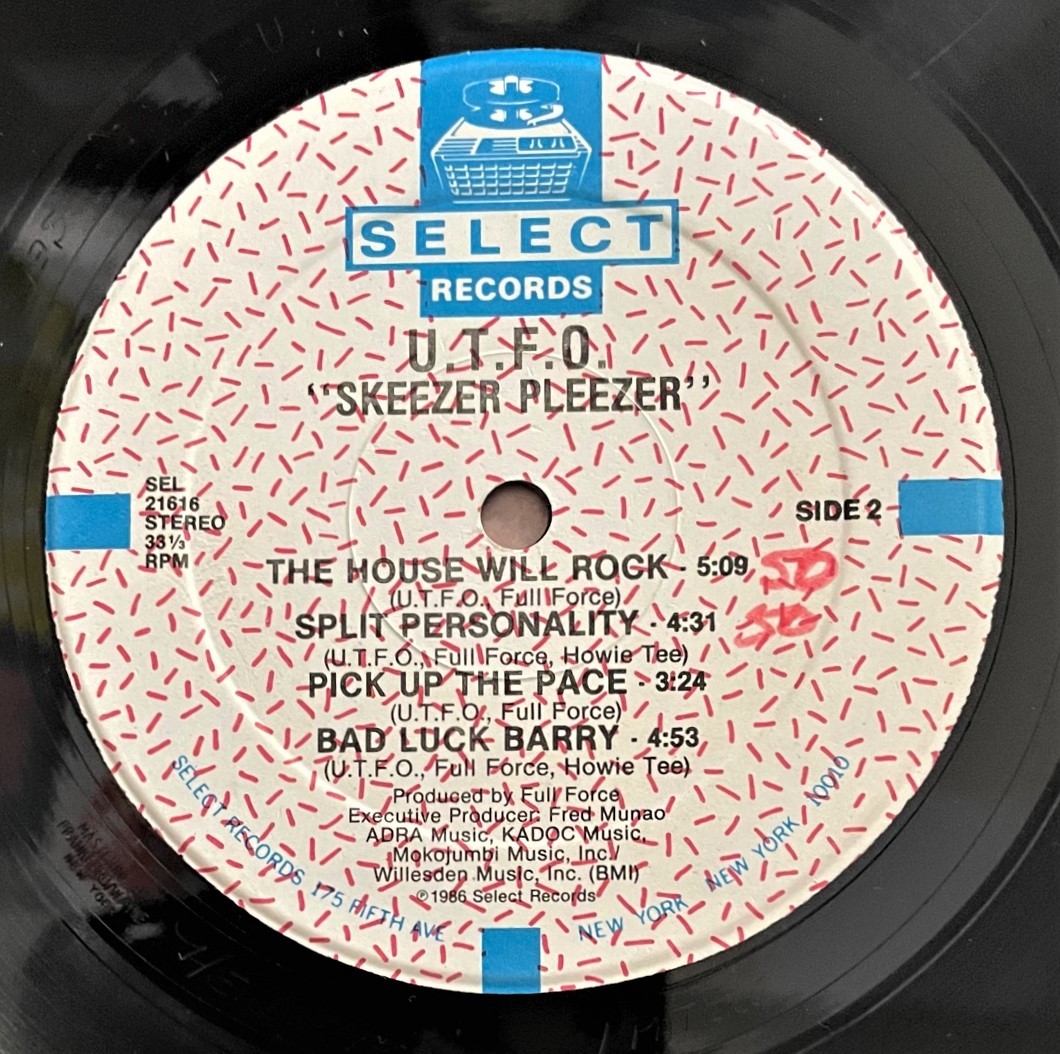 SELECT
RECORDS
U.T.F.O.
"SKEEZER PLEEZER"
SEL
21616
STEREO
33⅓
RPM
SIDE 2
THE HOUSE WILL ROCK - 5:09
(U.T.F.O., Full Force)
SPLIT PERSONALITY - 4:31
(U.T.F.O., Full Force, Howie Tee)
PICK UP THE PACE - 3:24
(U.T.F.O., Full Force)
BAD LUCK BARRY - 4:53
(U.T.F.O., Full Force, Howie Tee)
Produced by Full Force
Executive Producer: Fred Munao
ADRA Music, KADOC Music,
Mokojumbi Music, Inc./
Willesden Music, Inc. (BMI)
℗1986 Select Records
SELECT RECORDS 175 FIFTH AVE NEW YORK NEW YORK 10010